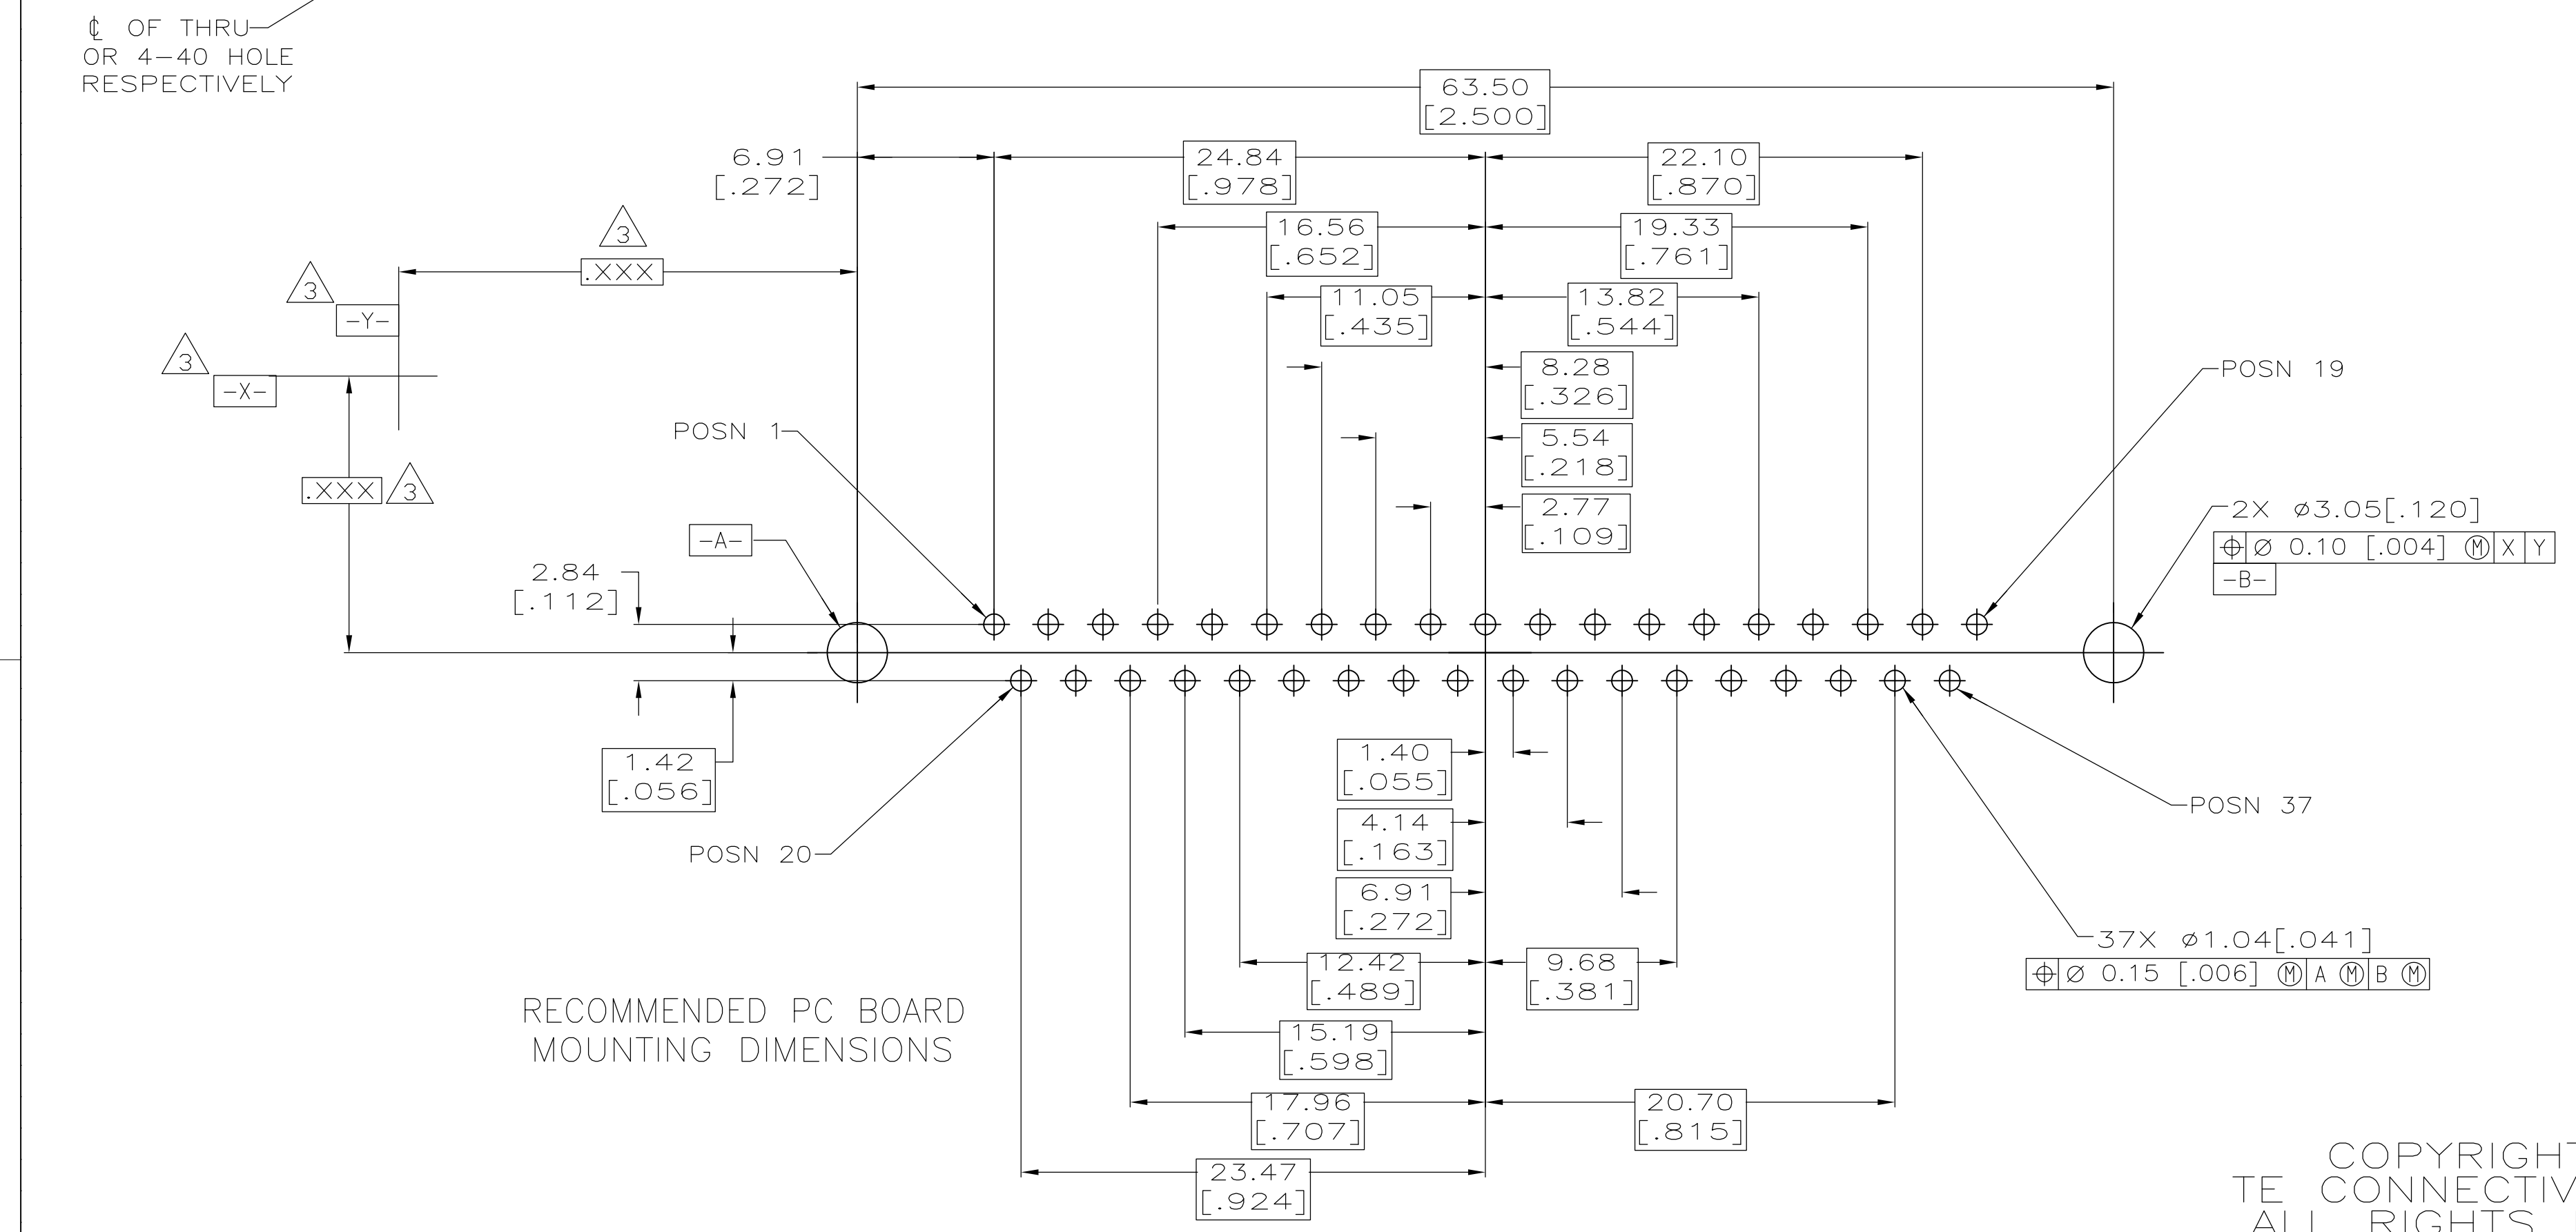 ℄ OF THRU
OR 4-40 HOLE
RESPECTIVELY
63.50
[2.500]
6.91
[.272]
24.84
[.978]
22.10
[.870]
16.56
[.652]
19.33
[.761]
3
.XXX
11.05
[.435]
13.82
[.544]
3
-Y-
3
-X-
8.28
[.326]
POSN 19
5.54
[.218]
POSN 1
.XXX
3
2.77
[.109]
2X ⌀3.05[.120]
⌖ ⌀ 0.10 [.004] Ⓜ X Y
-B-
-A-
2.84
[.112]
1.42
[.056]
1.40
[.055]
POSN 37
4.14
[.163]
POSN 20
6.91
[.272]
37X ⌀1.04[.041]
⌖ ⌀ 0.15 [.006] Ⓜ A Ⓜ B Ⓜ
12.42
[.489]
9.68
[.381]
RECOMMENDED PC BOARD
MOUNTING DIMENSIONS
15.19
[.598]
17.96
[.707]
20.70
[.815]
23.47
[.924]
COPYRIGHT
TE CONNECTIV
ALL RIGHTS